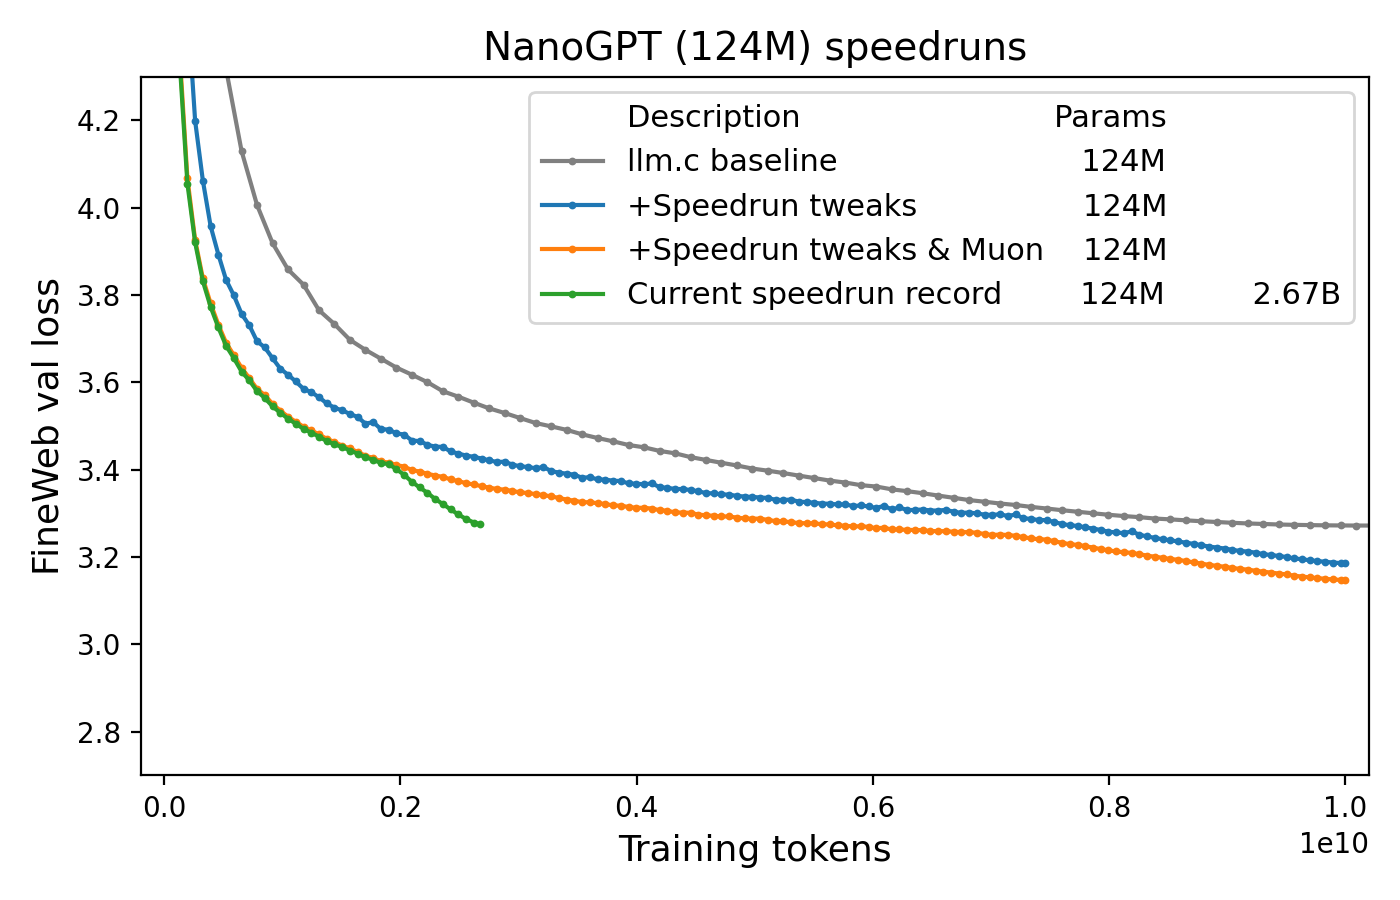 NanoGPT (124M) speedruns
Description Params
llm.c baseline 124M
+Speedrun tweaks 124M
+Speedrun tweaks & Muon 124M
Current speedrun record 124M 2.67B
FineWeb val loss
4.2
4.0
3.8
3.6
3.4
3.2
3.0
2.8
0.0 0.2 0.4 0.6 0.8 1.0
1e10
Training tokens